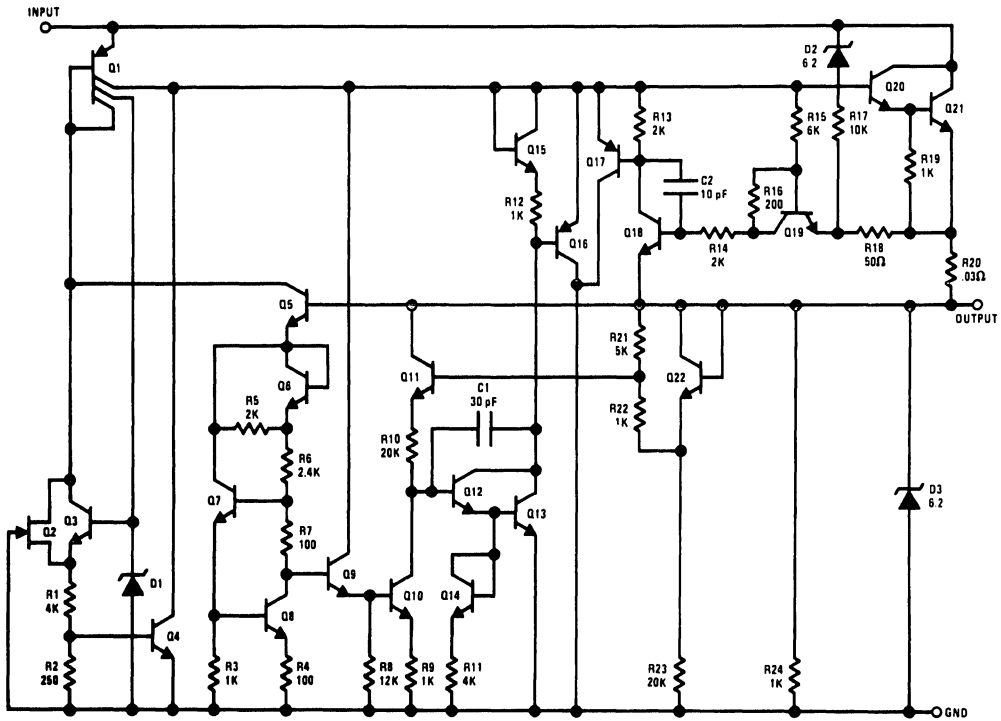 INPUT
Q1
D2
6 2
Q20
Q21
R13
2K
R15
6K
R17
10K
Q15
Q17
C2
10 pF
R19
1K
R12
1K
R16
200
Q16
Q18
R14
2K
Q19
R18
50Ω
R20
.03Ω
Q5
OUTPUT
R21
5K
Q6
Q11
C1
30 pF
Q22
R5
2K
R22
1K
R10
20K
R6
2.4K
Q7
Q12
D3
6.2
Q2
Q3
Q13
R7
100
D1
Q9
R1
4K
Q10
Q14
Q4
Q8
R2
250
R3
1K
R4
100
R8
12K
R9
1K
R11
4K
R23
20K
R24
1K
GND